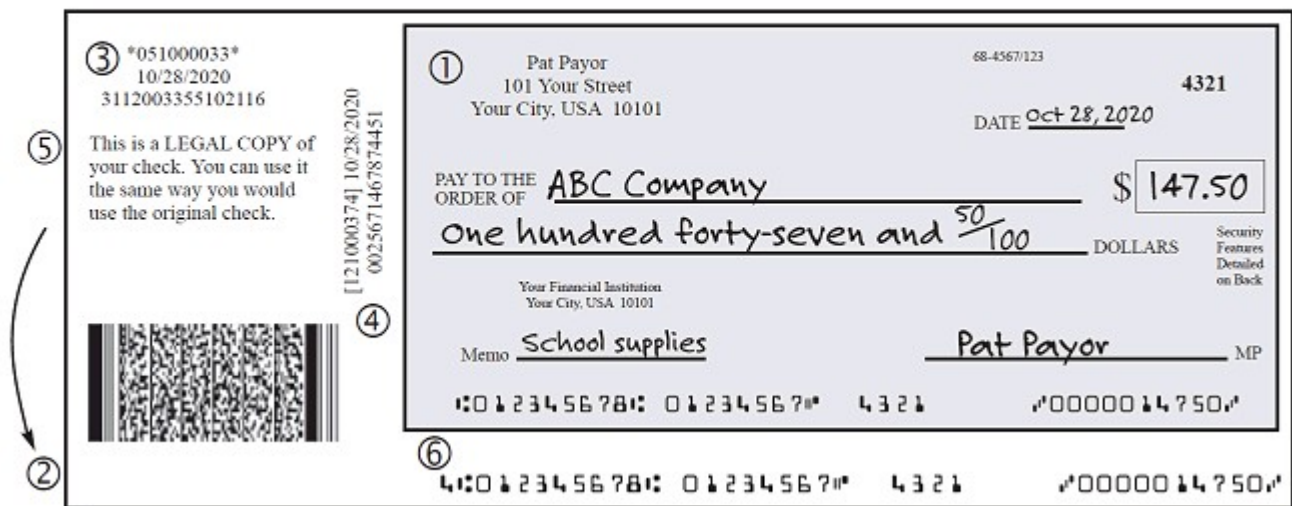 ③ *051000033*
10/28/2020
3112003355102116
⑤ This is a LEGAL COPY of
your check. You can use it
the same way you would
use the original check.
[121000374] 10/28/2020
00256714678744​51
④
②
① Pat Payor
101 Your Street
Your City, USA 10101
68-4567/123
4321
DATE Oct 28, 2020
PAY TO THE
ORDER OF ABC Company $ 147.50
One hundred forty-seven and 50/100 DOLLARS
Security
Features
Detailed
on Back
Your Financial Institution
Your City, USA 10101
Memo School supplies Pat Payor MP
⑆012345678⑆ 01234567⑈ 4321 ⑇0000014750⑇
⑥
4⑆012345678⑆ 01234567⑈ 4321 ⑇0000014750⑇